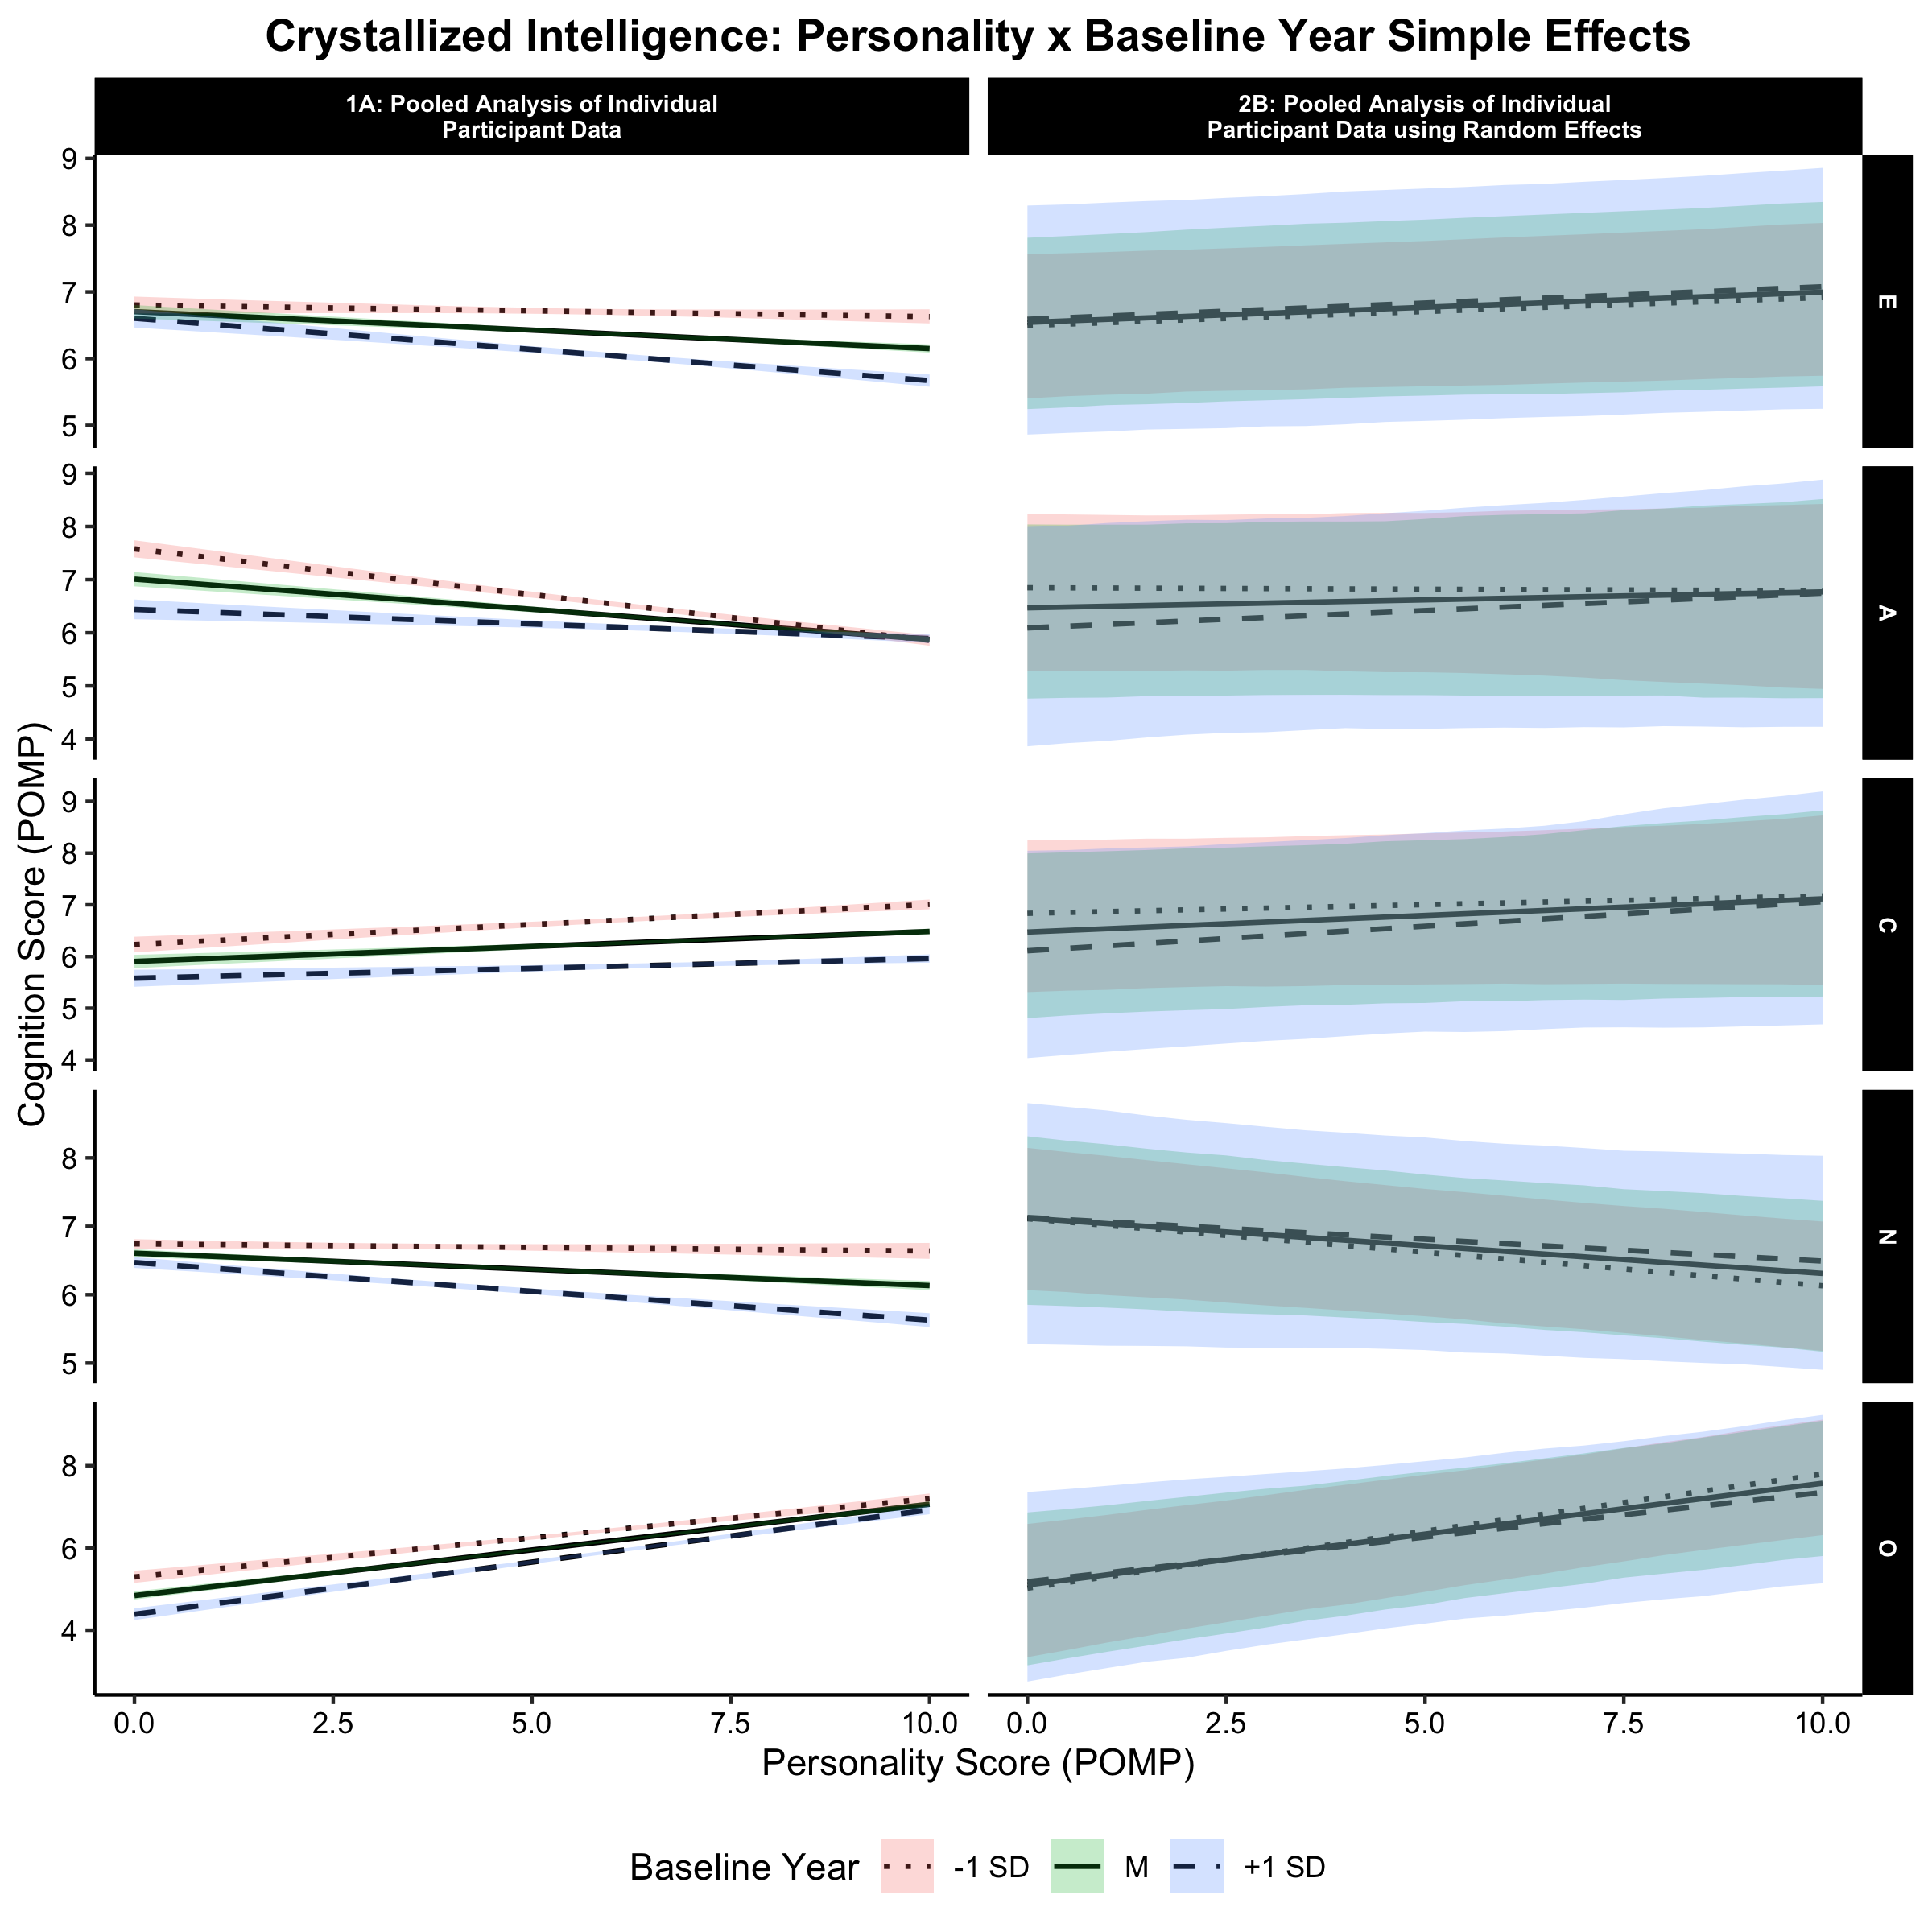 Crystallized Intelligence: Personality x Baseline Year Simple Effects
1A: Pooled Analysis of Individual
Participant Data
2B: Pooled Analysis of Individual
Participant Data using Random Effects
Cognition Score (POMP)
9
8
7
6
5
E
9
8
7
6
5
4
A
9
8
7
6
5
4
C
8
7
6
5
N
8
6
4
O
0.0 2.5 5.0 7.5 10.0
0.0 2.5 5.0 7.5 10.0
Personality Score (POMP)
Baseline Year -1 SD M +1 SD